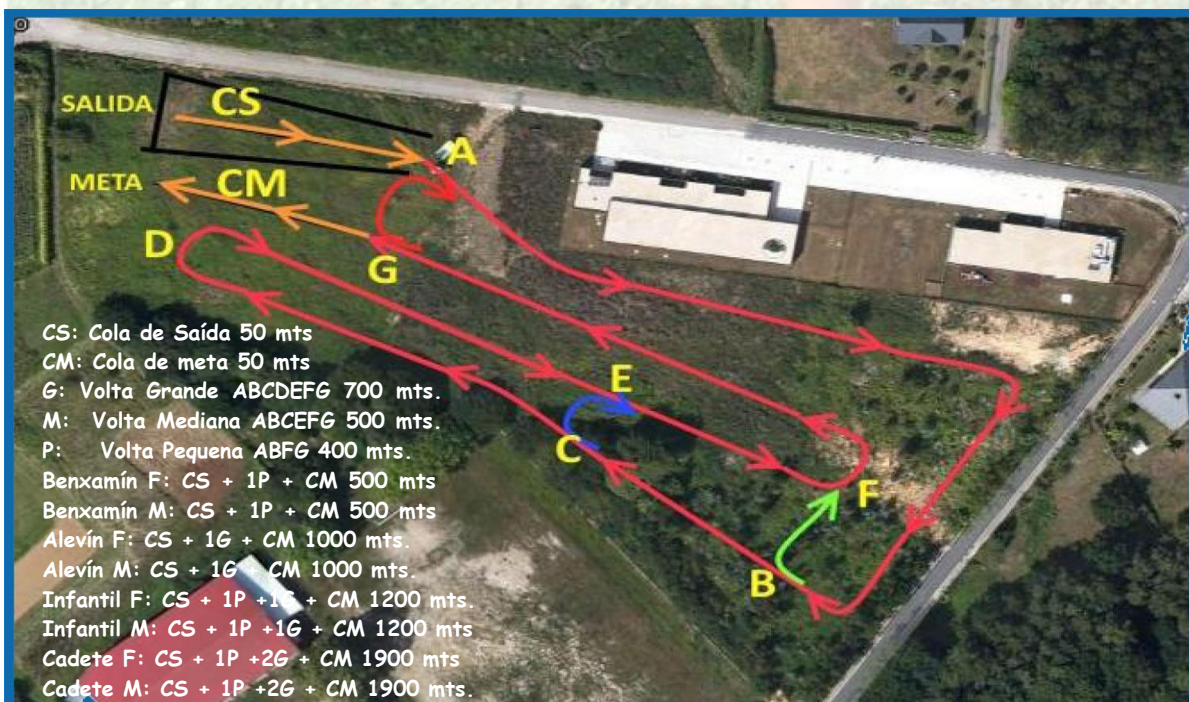 SALIDA
CS
A
META
CM
D
G
CS: Cola de Saída 50 mts
CM: Cola de meta 50 mts
G: Volta Grande ABCDEFG 700 mts.
E
M: Volta Mediana ABCEFG 500 mts.
P: Volta Pequena ABFG 400 mts.
C
Benxamín F: CS + 1P + CM 500 mts
F
Benxamín M: CS + 1P + CM 500 mts
Alevín F: CS + 1G + CM 1000 mts.
Alevín M: CS + 1G + CM 1000 mts.
B
Infantil F: CS + 1P +1G + CM 1200 mts.
Infantil M: CS + 1P +1G + CM 1200 mts
Cadete F: CS + 1P +2G + CM 1900 mts
Cadete M: CS + 1P +2G + CM 1900 mts.